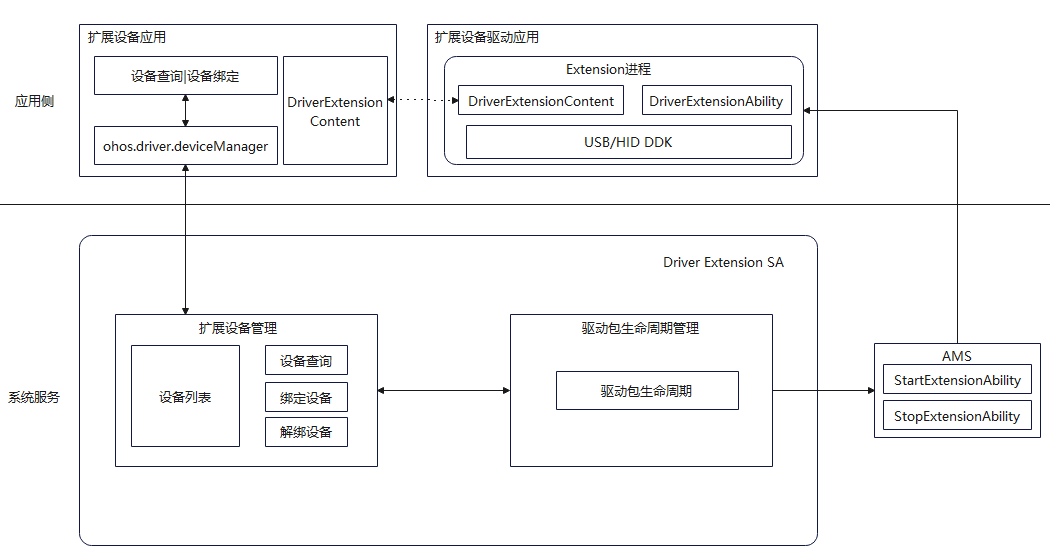 扩展设备应用
设备查询|设备绑定
ohos.driver.deviceManager
DriverExtension
Content
扩展设备驱动应用
Extension进程
DriverExtensionContent
DriverExtensionAbility
USB/HID DDK
应用侧
Driver Extension SA
扩展设备管理
设备列表
设备查询
绑定设备
解绑设备
驱动包生命周期管理
驱动包生命周期
AMS
StartExtensionAbility
StopExtensionAbility
系统服务